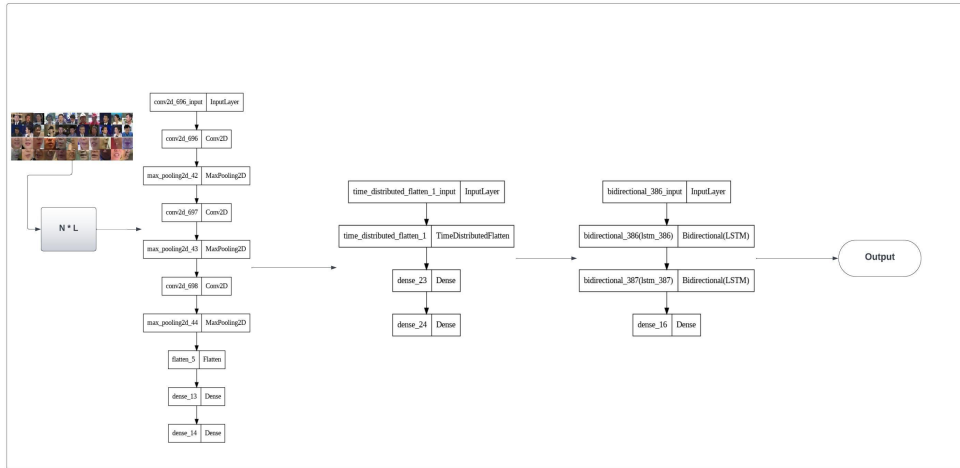 N * L
conv2d_696_input InputLayer
conv2d_696 Conv2D
max_pooling2d_42 MaxPooling2D
conv2d_697 Conv2D
max_pooling2d_43 MaxPooling2D
conv2d_698 Conv2D
max_pooling2d_44 MaxPooling2D
flatten_5 Flatten
dense_13 Dense
dense_14 Dense
time_distributed_flatten_1_input InputLayer
time_distributed_flatten_1 TimeDistributedFlatten
dense_23 Dense
dense_24 Dense
bidirectional_386_input InputLayer
bidirectional_386(lstm_386) Bidirectional(LSTM)
bidirectional_387(lstm_387) Bidirectional(LSTM)
dense_16 Dense
Output